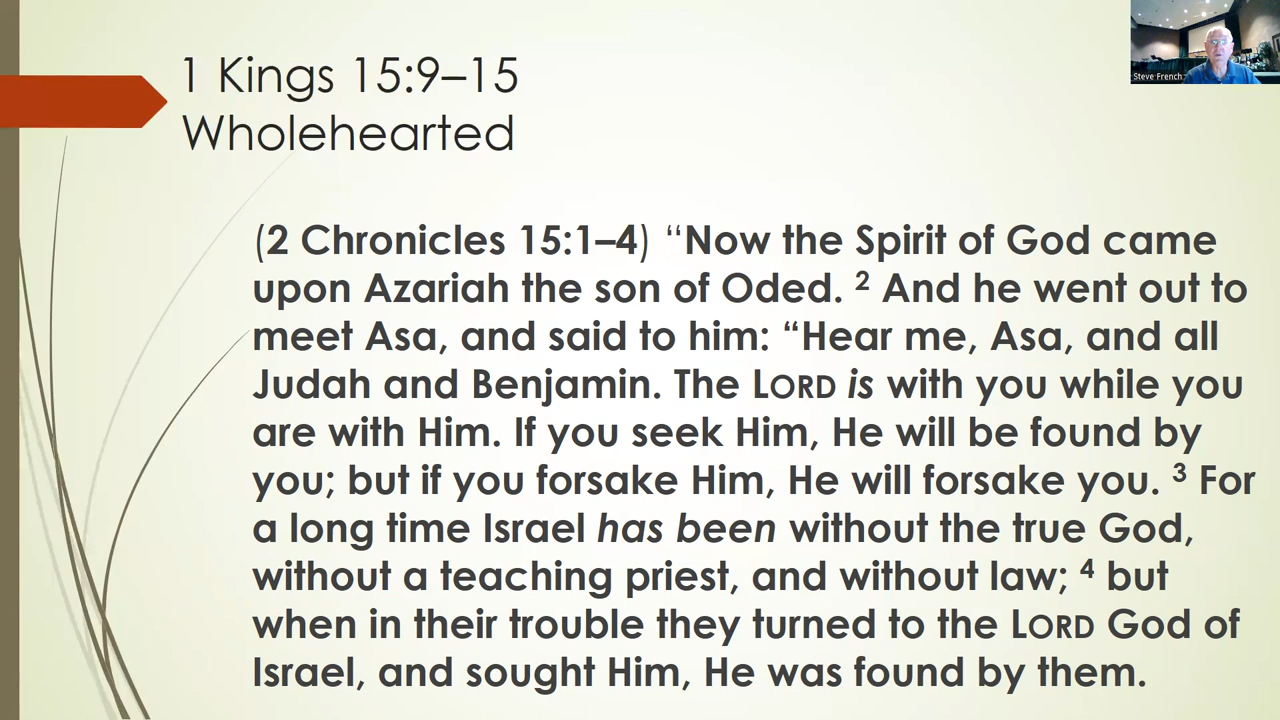 1 Kings 15:9–15
Wholehearted
Steve French
(2 Chronicles 15:1–4) “Now the Spirit of God came
upon Azariah the son of Oded. ² And he went out to
meet Asa, and said to him: “Hear me, Asa, and all
Judah and Benjamin. The LORD is with you while you
are with Him. If you seek Him, He will be found by
you; but if you forsake Him, He will forsake you. ³ For
a long time Israel has been without the true God,
without a teaching priest, and without law; ⁴ but
when in their trouble they turned to the LORD God of
Israel, and sought Him, He was found by them.